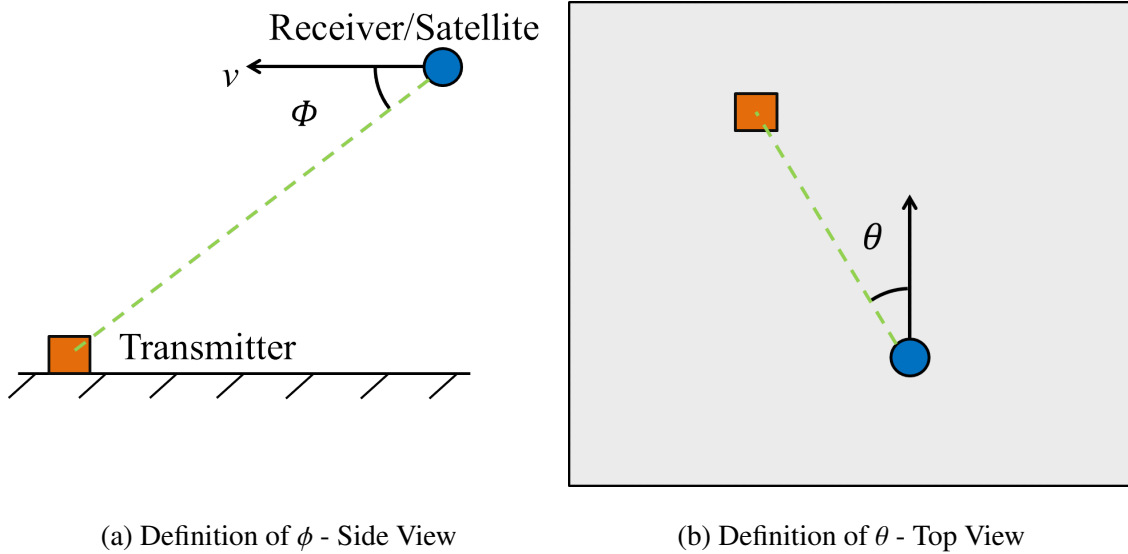 Receiver/Satellite
v
Φ
Transmitter
(a) Definition of ϕ - Side View
θ
(b) Definition of θ - Top View